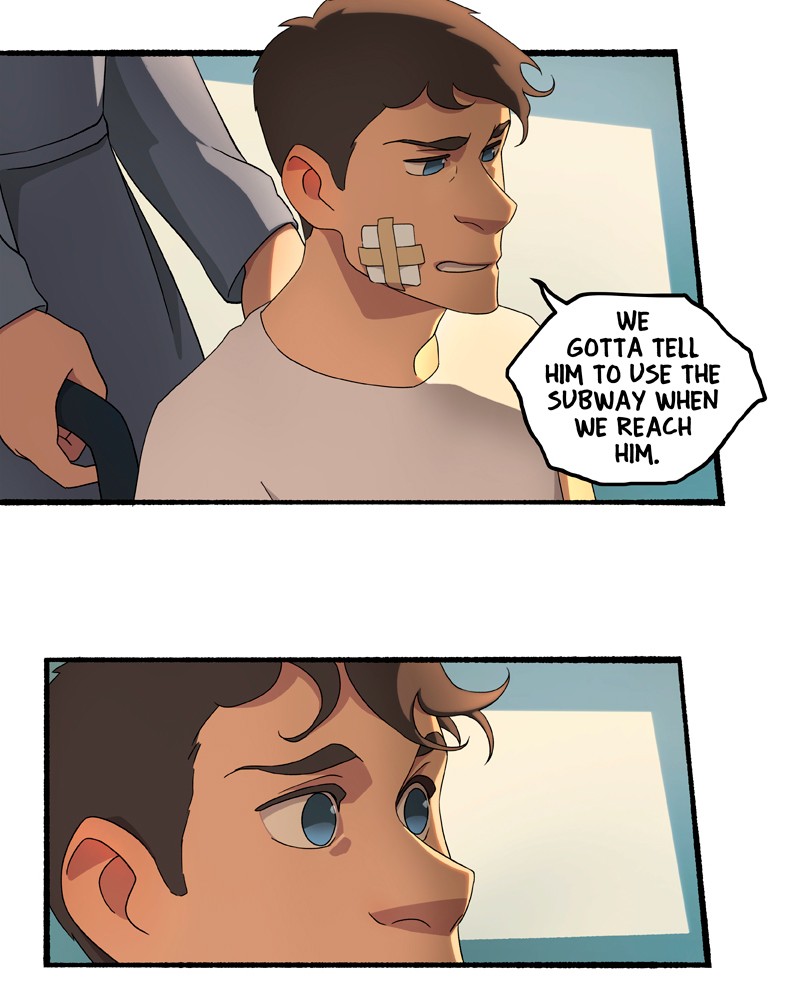 WE
GOTTA TELL
HIM TO USE THE
SUBWAY WHEN
WE REACH
HIM.